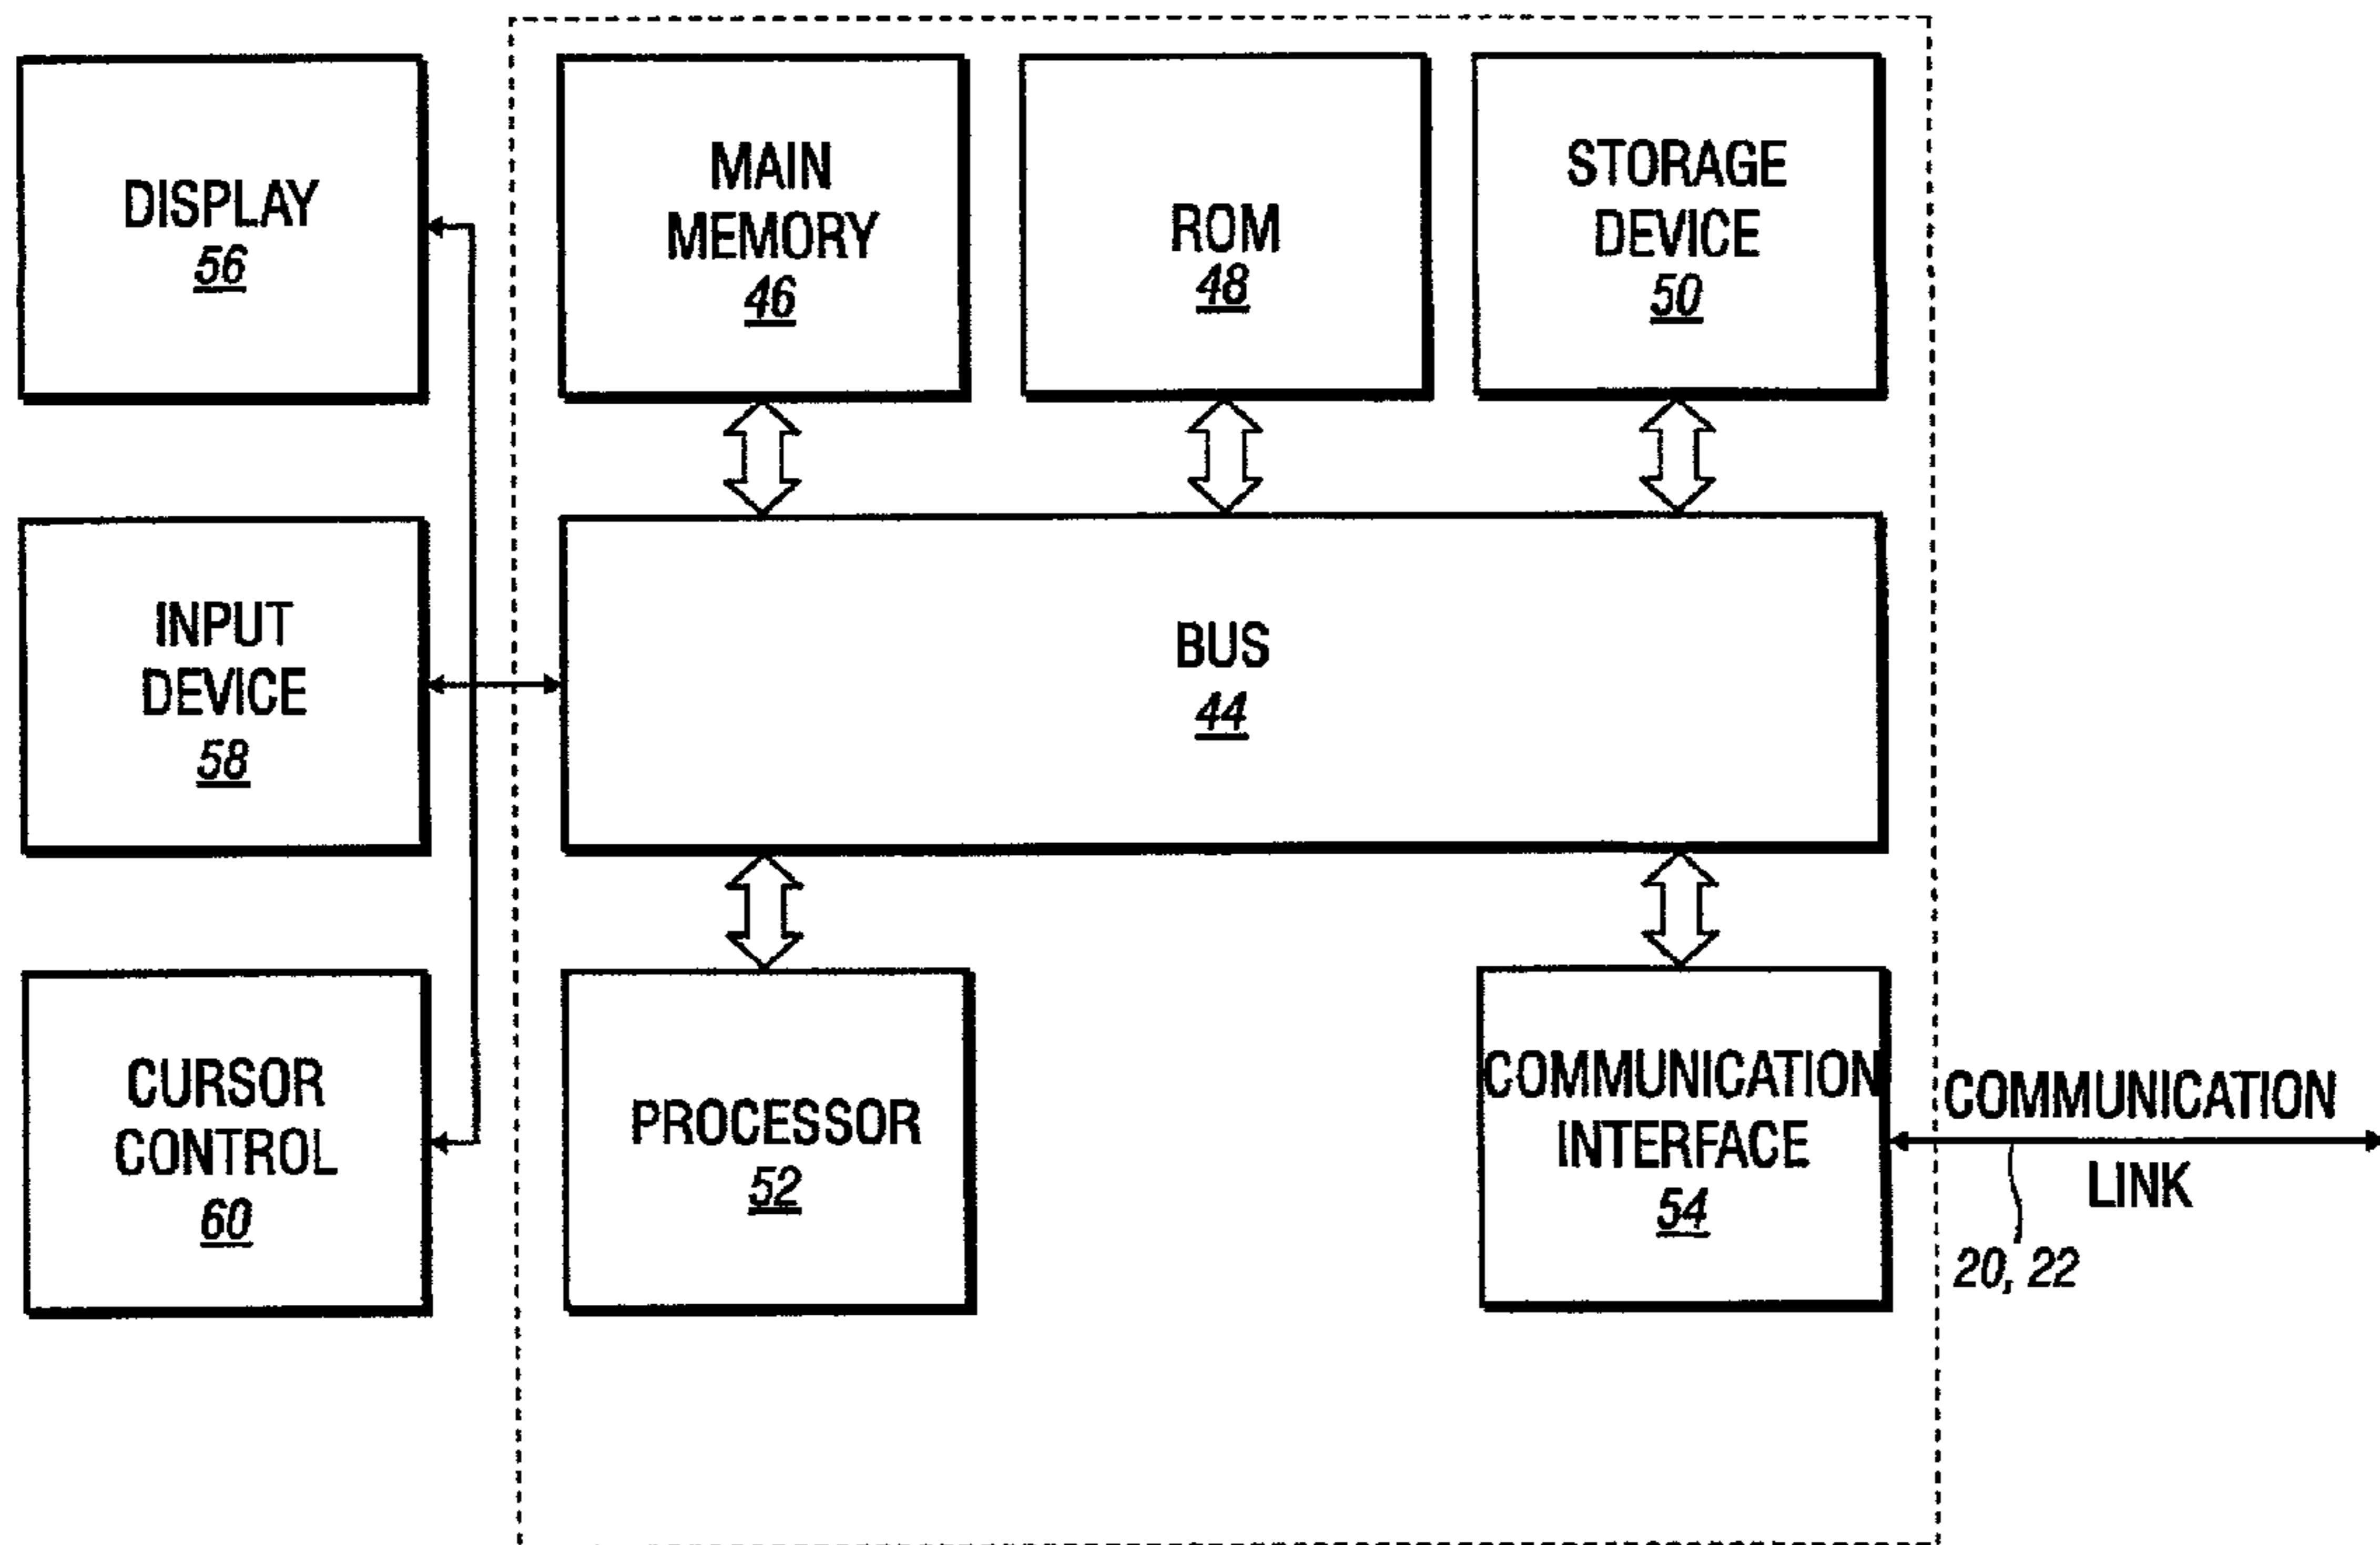 DISPLAY
56
MAIN
MEMORY
46
ROM
48
STORAGE
DEVICE
50
INPUT
DEVICE
58
BUS
44
CURSOR
CONTROL
60
PROCESSOR
52
COMMUNICATION
INTERFACE
54
COMMUNICATION
LINK
20, 22